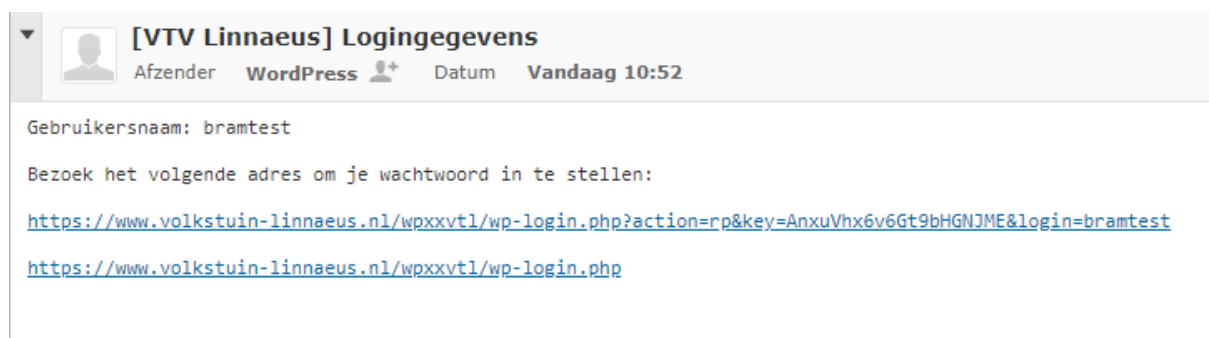 [VTV Linnaeus] Logingegevens
Afzender WordPress Datum Vandaag 10:52
Gebruikersnaam: bramtest
Bezoek het volgende adres om je wachtwoord in te stellen:
https://www.volkstuin-linnaeus.nl/wpxxvtl/wp-login.php?action=rp&key=AnxuVhx6v6Gt9bHGNJME&login=bramtest
https://www.volkstuin-linnaeus.nl/wpxxvtl/wp-login.php